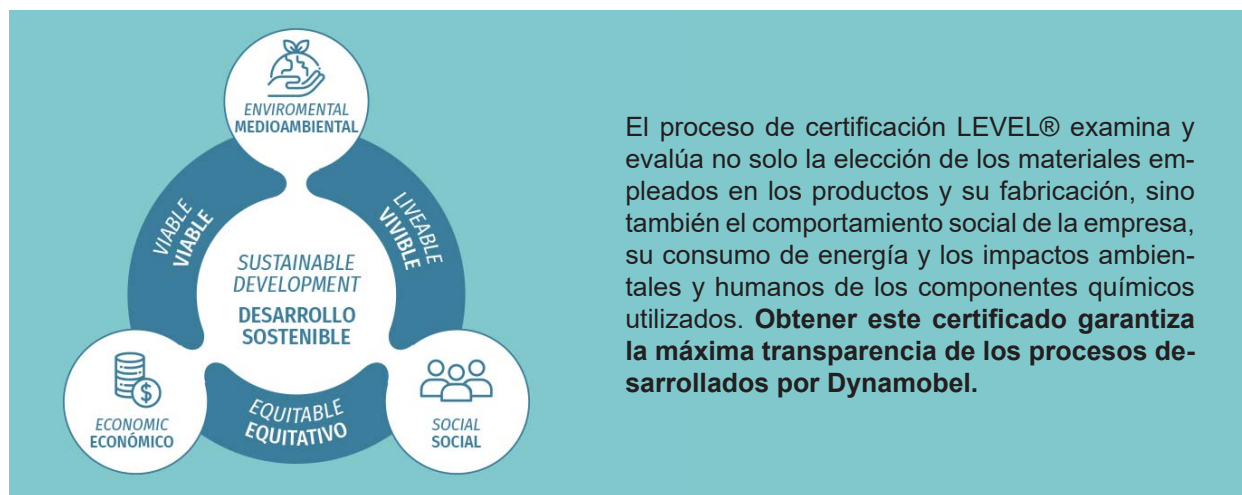 ENVIROMENTAL
MEDIOAMBIENTAL
VIABLE
VIABLE
LIVEABLE
VIVIBLE
SUSTAINABLE
DEVELOPMENT
DESARROLLO
SOSTENIBLE
$
ECONOMIC
ECONÓMICO
EQUITABLE
EQUITATIVO
SOCIAL
SOCIAL
El proceso de certificación LEVEL® examina y
evalúa no solo la elección de los materiales em-
pleados en los productos y su fabricación, sino
también el comportamiento social de la empresa,
su consumo de energía y los impactos ambien-
tales y humanos de los componentes químicos
utilizados. Obtener este certificado garantiza
la máxima transparencia de los procesos de-
sarrollados por Dynamobel.